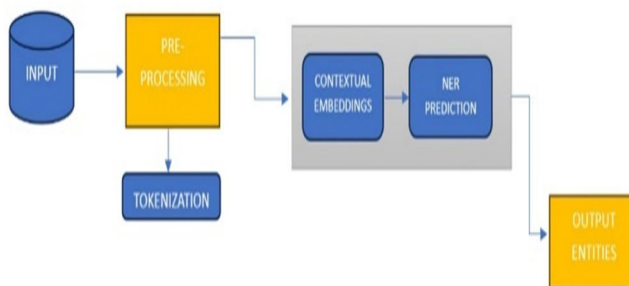 INPUT
PRE-
PROCESSING
TOKENIZATION
CONTEXTUAL
EMBEDDINGS
NER
PREDICTION
OUTPUT
ENTITIES